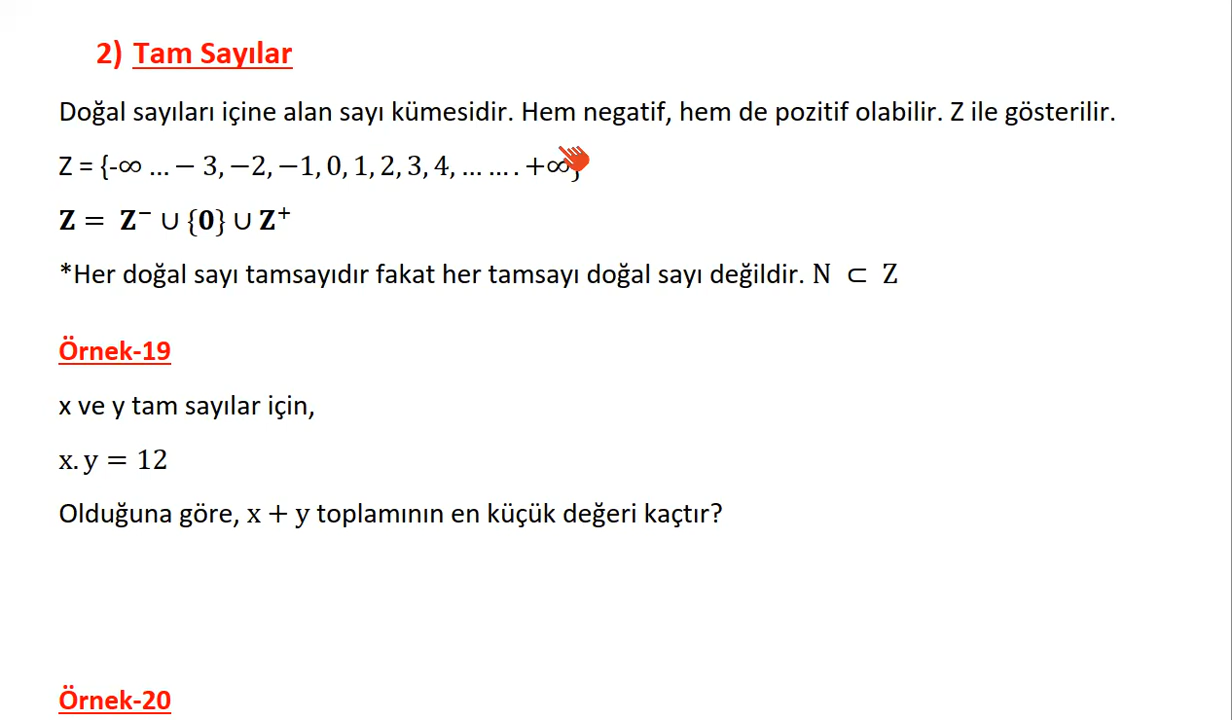 2) Tam Sayılar
Doğal sayıları içine alan sayı kümesidir. Hem negatif, hem de pozitif olabilir. Z ile gösterilir.
Z = {-∞ ... − 3, −2, −1, 0, 1, 2, 3, 4, ... ... . +∞}
Z = Z⁻ ∪ {0} ∪ Z⁺
*Her doğal sayı tamsayıdır fakat her tamsayı doğal sayı değildir. N ⊂ Z
Örnek-19
x ve y tam sayılar için,
x. y = 12
Olduğuna göre, x + y toplamının en küçük değeri kaçtır?
Örnek-20